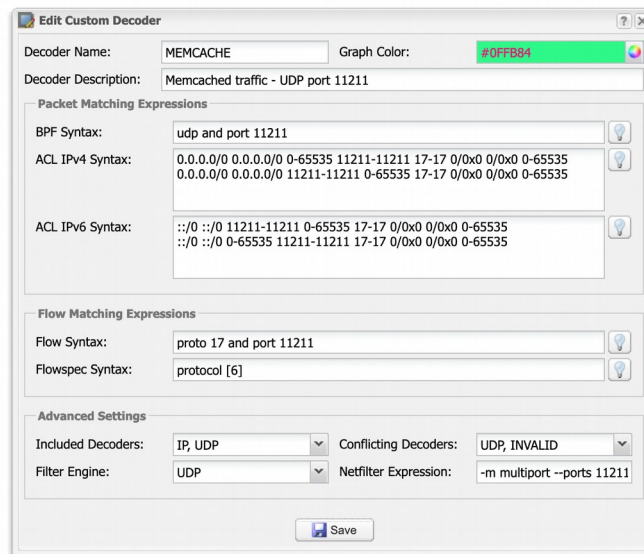 Edit Custom Decoder
Decoder Name: MEMCACHE Graph Color: #0FFB84
Decoder Description: Memcached traffic - UDP port 11211
Packet Matching Expressions
BPF Syntax: udp and port 11211
ACL IPv4 Syntax: 0.0.0.0/0 0.0.0.0/0 0-65535 11211-11211 17-17 0/0x0 0/0x0 0-65535
0.0.0.0/0 0.0.0.0/0 11211-11211 0-65535 17-17 0/0x0 0/0x0 0-65535
ACL IPv6 Syntax: ::/0 ::/0 11211-11211 0-65535 17-17 0/0x0 0/0x0 0-65535
::/0 ::/0 0-65535 11211-11211 17-17 0/0x0 0/0x0 0-65535
Flow Matching Expressions
Flow Syntax: proto 17 and port 11211
Flowspec Syntax: protocol [6]
Advanced Settings
Included Decoders: IP, UDP Conflicting Decoders: UDP, INVALID
Filter Engine: UDP Netfilter Expression: -m multiport --ports 11211
Save